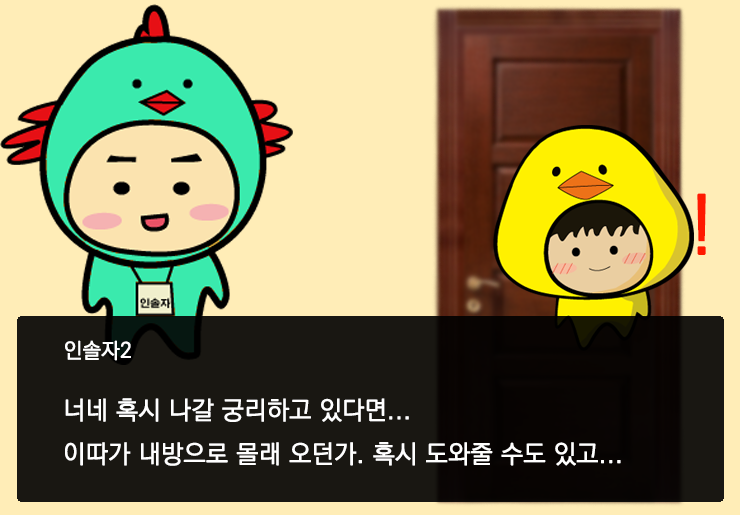 !
인솔자
인솔자2
너네 혹시 나갈 궁리하고 있다면...
이따가 내방으로 몰래 오던가. 혹시 도와줄 수도 있고...